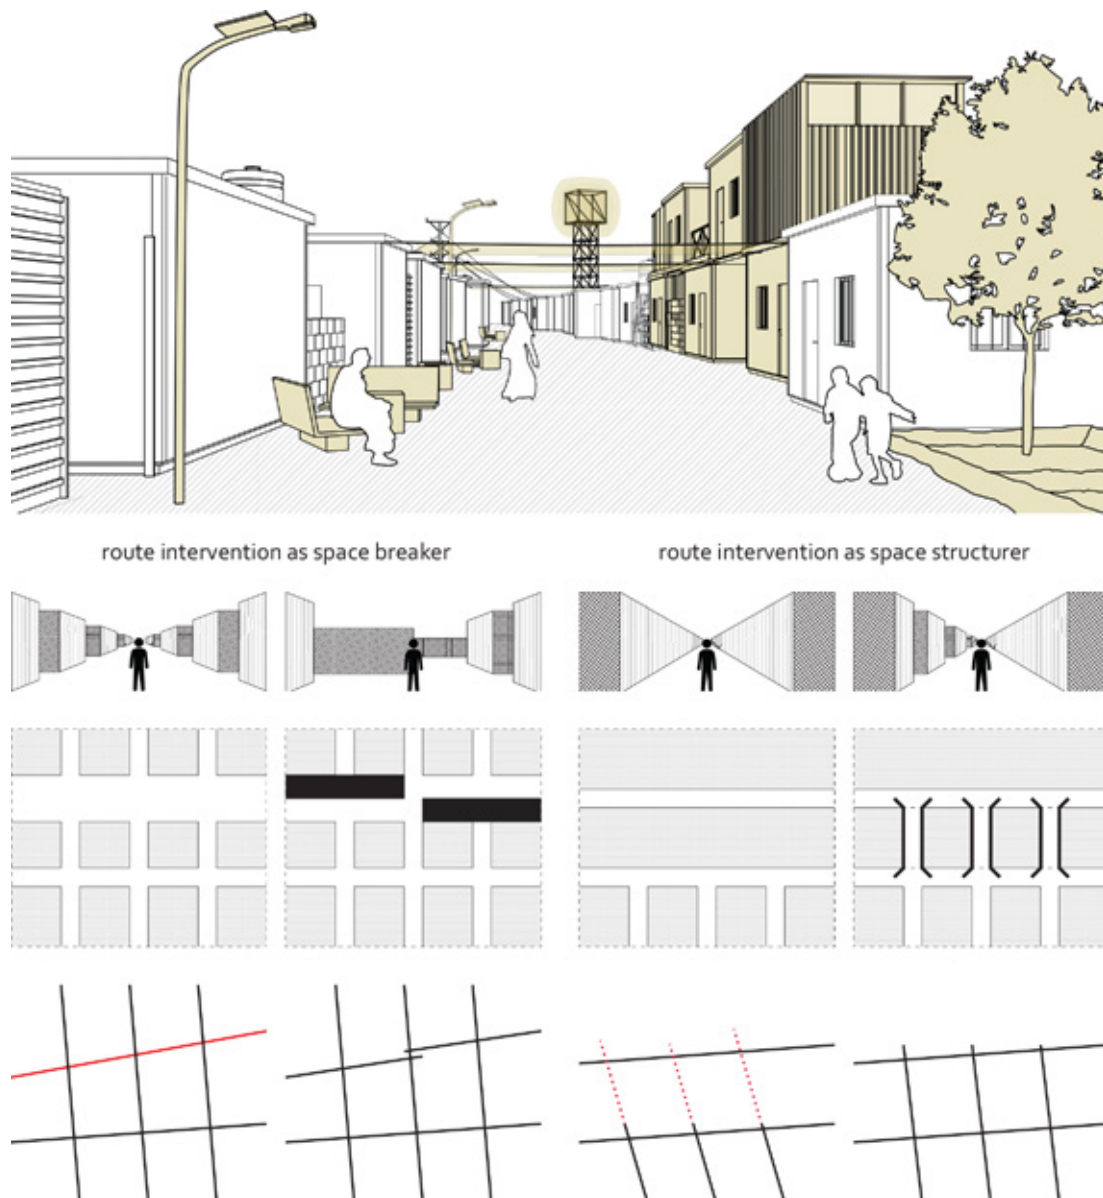 route intervention as space breaker
route intervention as space structurer